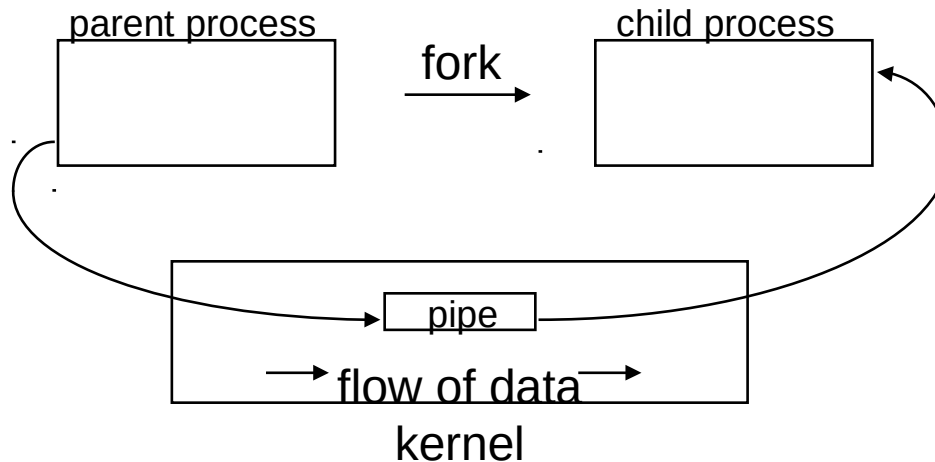 parent process
child process
fork
pipe
flow of data
kernel